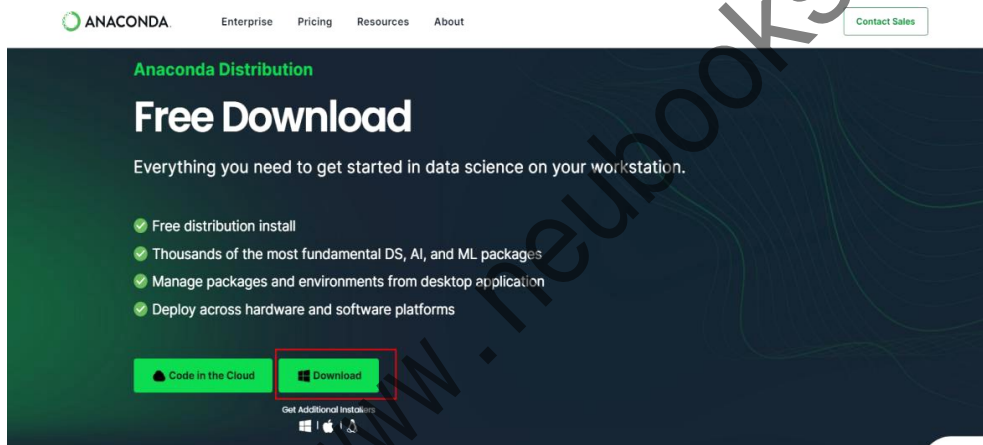 ANACONDA.
Enterprise Pricing Resources About
Contact Sales
Anaconda Distribution
Free Download
Everything you need to get started in data science on your workstation.
Free distribution install
Thousands of the most fundamental DS, AI, and ML packages
Manage packages and environments from desktop application
Deploy across hardware and software platforms
Code in the Cloud
Download
Get Additional Installers
www.neubooks